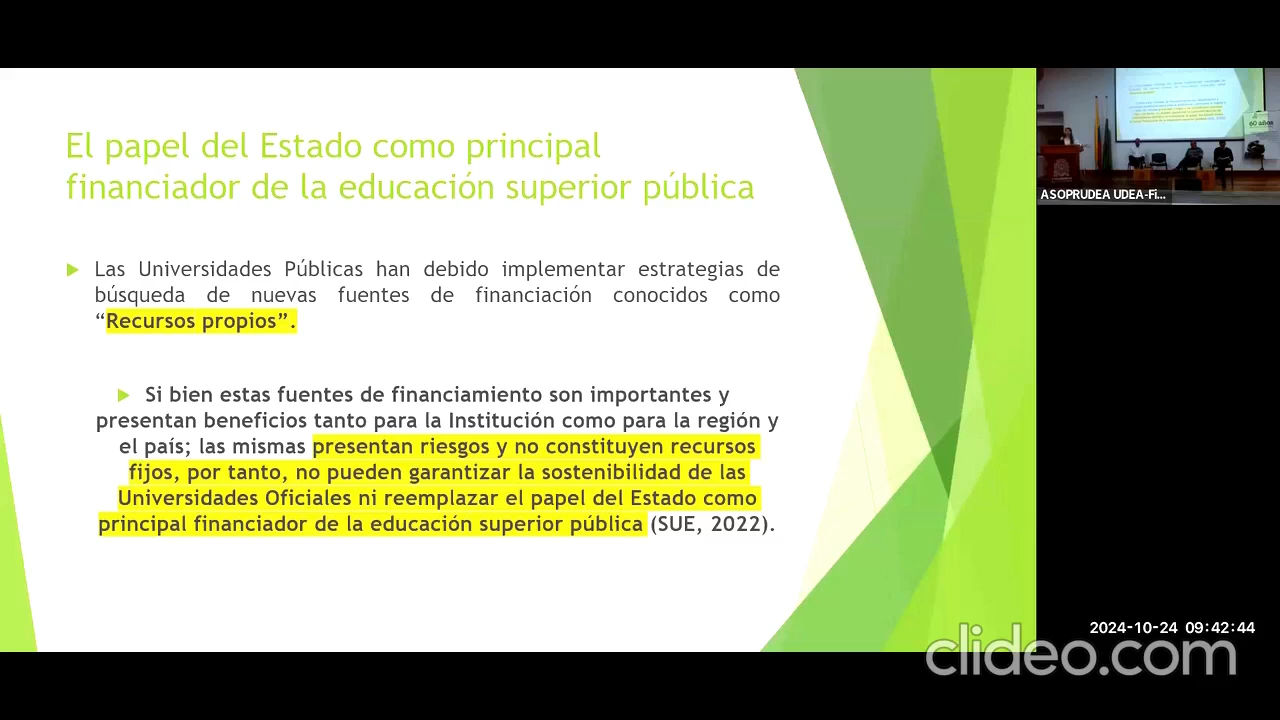 El papel del Estado como principal
financiador de la educación superior pública
Las Universidades Públicas han debido implementar estrategias de
búsqueda de nuevas fuentes de financiación conocidos como
“Recursos propios”.
Si bien estas fuentes de financiamiento son importantes y
presentan beneficios tanto para la Institución como para la región y
el país; las mismas presentan riesgos y no constituyen recursos
fijos, por tanto, no pueden garantizar la sostenibilidad de las
Universidades Oficiales ni reemplazar el papel del Estado como
principal financiador de la educación superior pública (SUE, 2022).
60 años
ASOPRUDEA UDEA-Fi...
2024-10-24 09:42:44
clideo.com